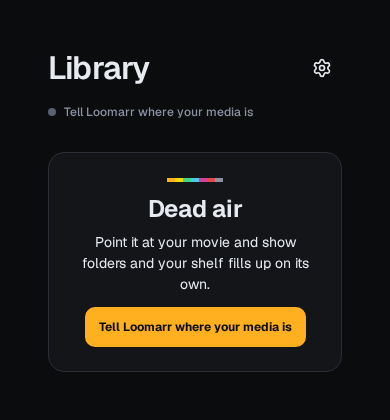 Library
Tell Loomarr where your media is
Dead air
Point it at your movie and show
folders and your shelf fills up on its
own.
Tell Loomarr where your media is